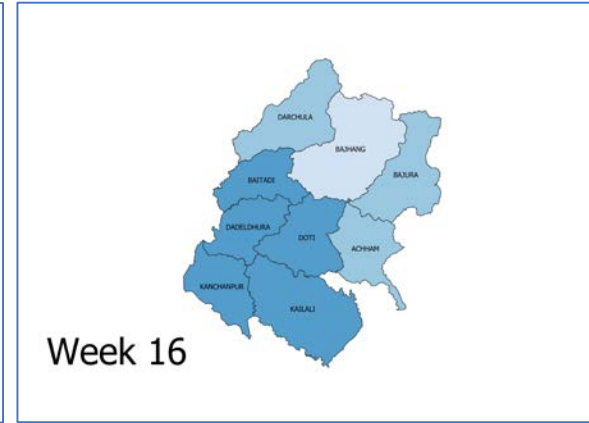 DARCHULA
BAJHANG
BAJURA
BAITADI
DADELDHURA
DOTI
ACHHAM
KANCHANPUR
KAILALI
Week 16